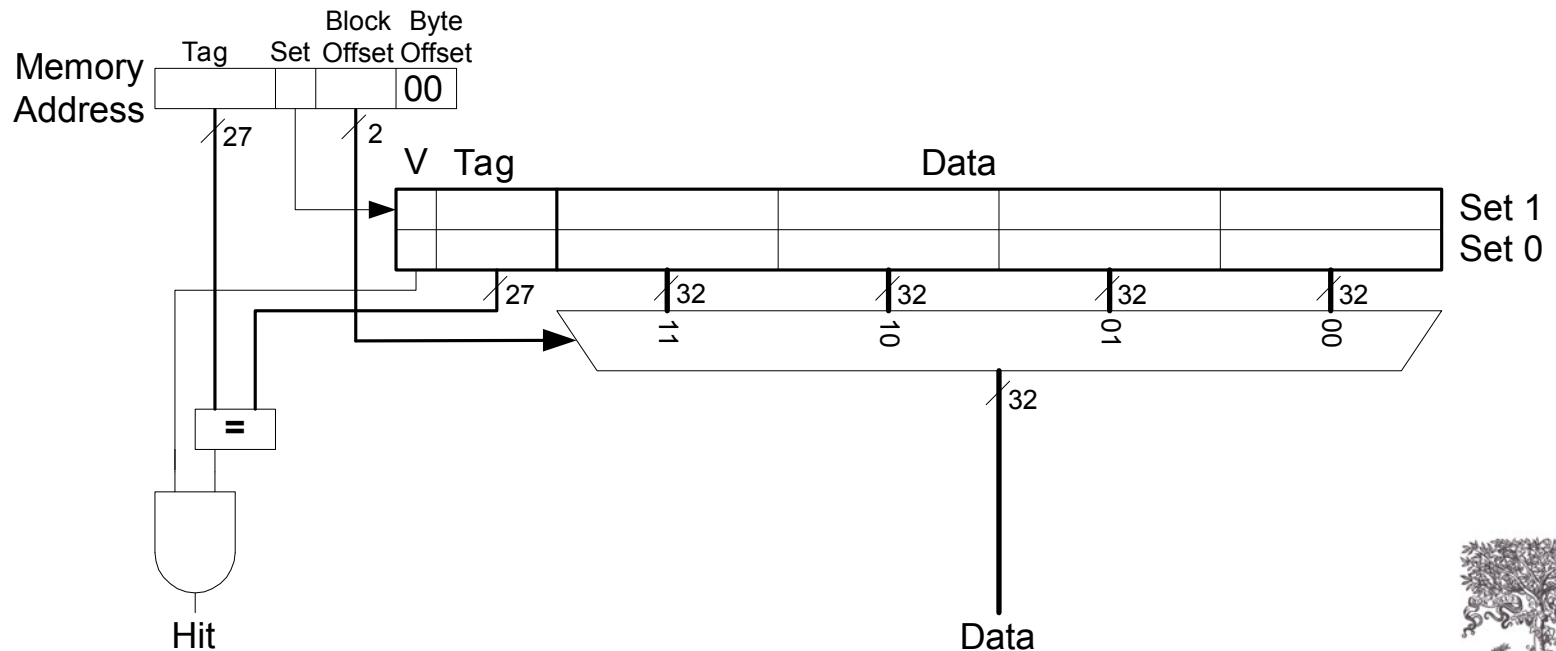 Block Byte
Tag Set Offset Offset
Memory Address
00
27
2
V Tag Data
Set 1
Set 0
27 32 32 32 32
11 10 01 00
32
=
Hit
Data